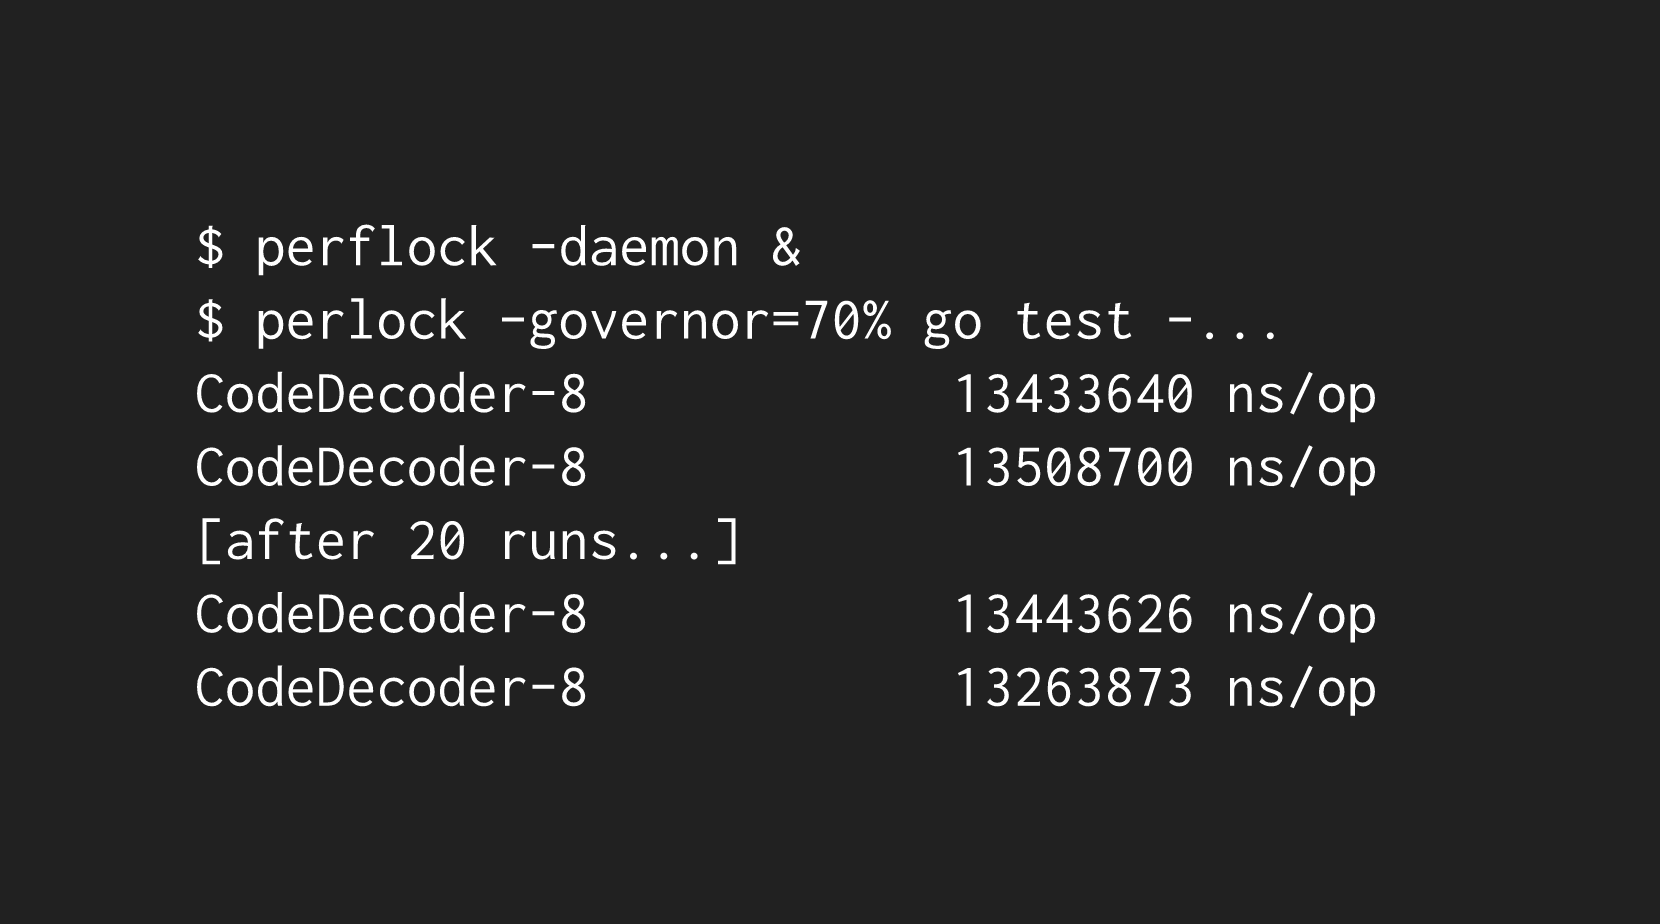 $ perflock -daemon &
$ perlock -governor=70% go test -...
CodeDecoder-8 13433640 ns/op
CodeDecoder-8 13508700 ns/op
[after 20 runs...]
CodeDecoder-8 13443626 ns/op
CodeDecoder-8 13263873 ns/op